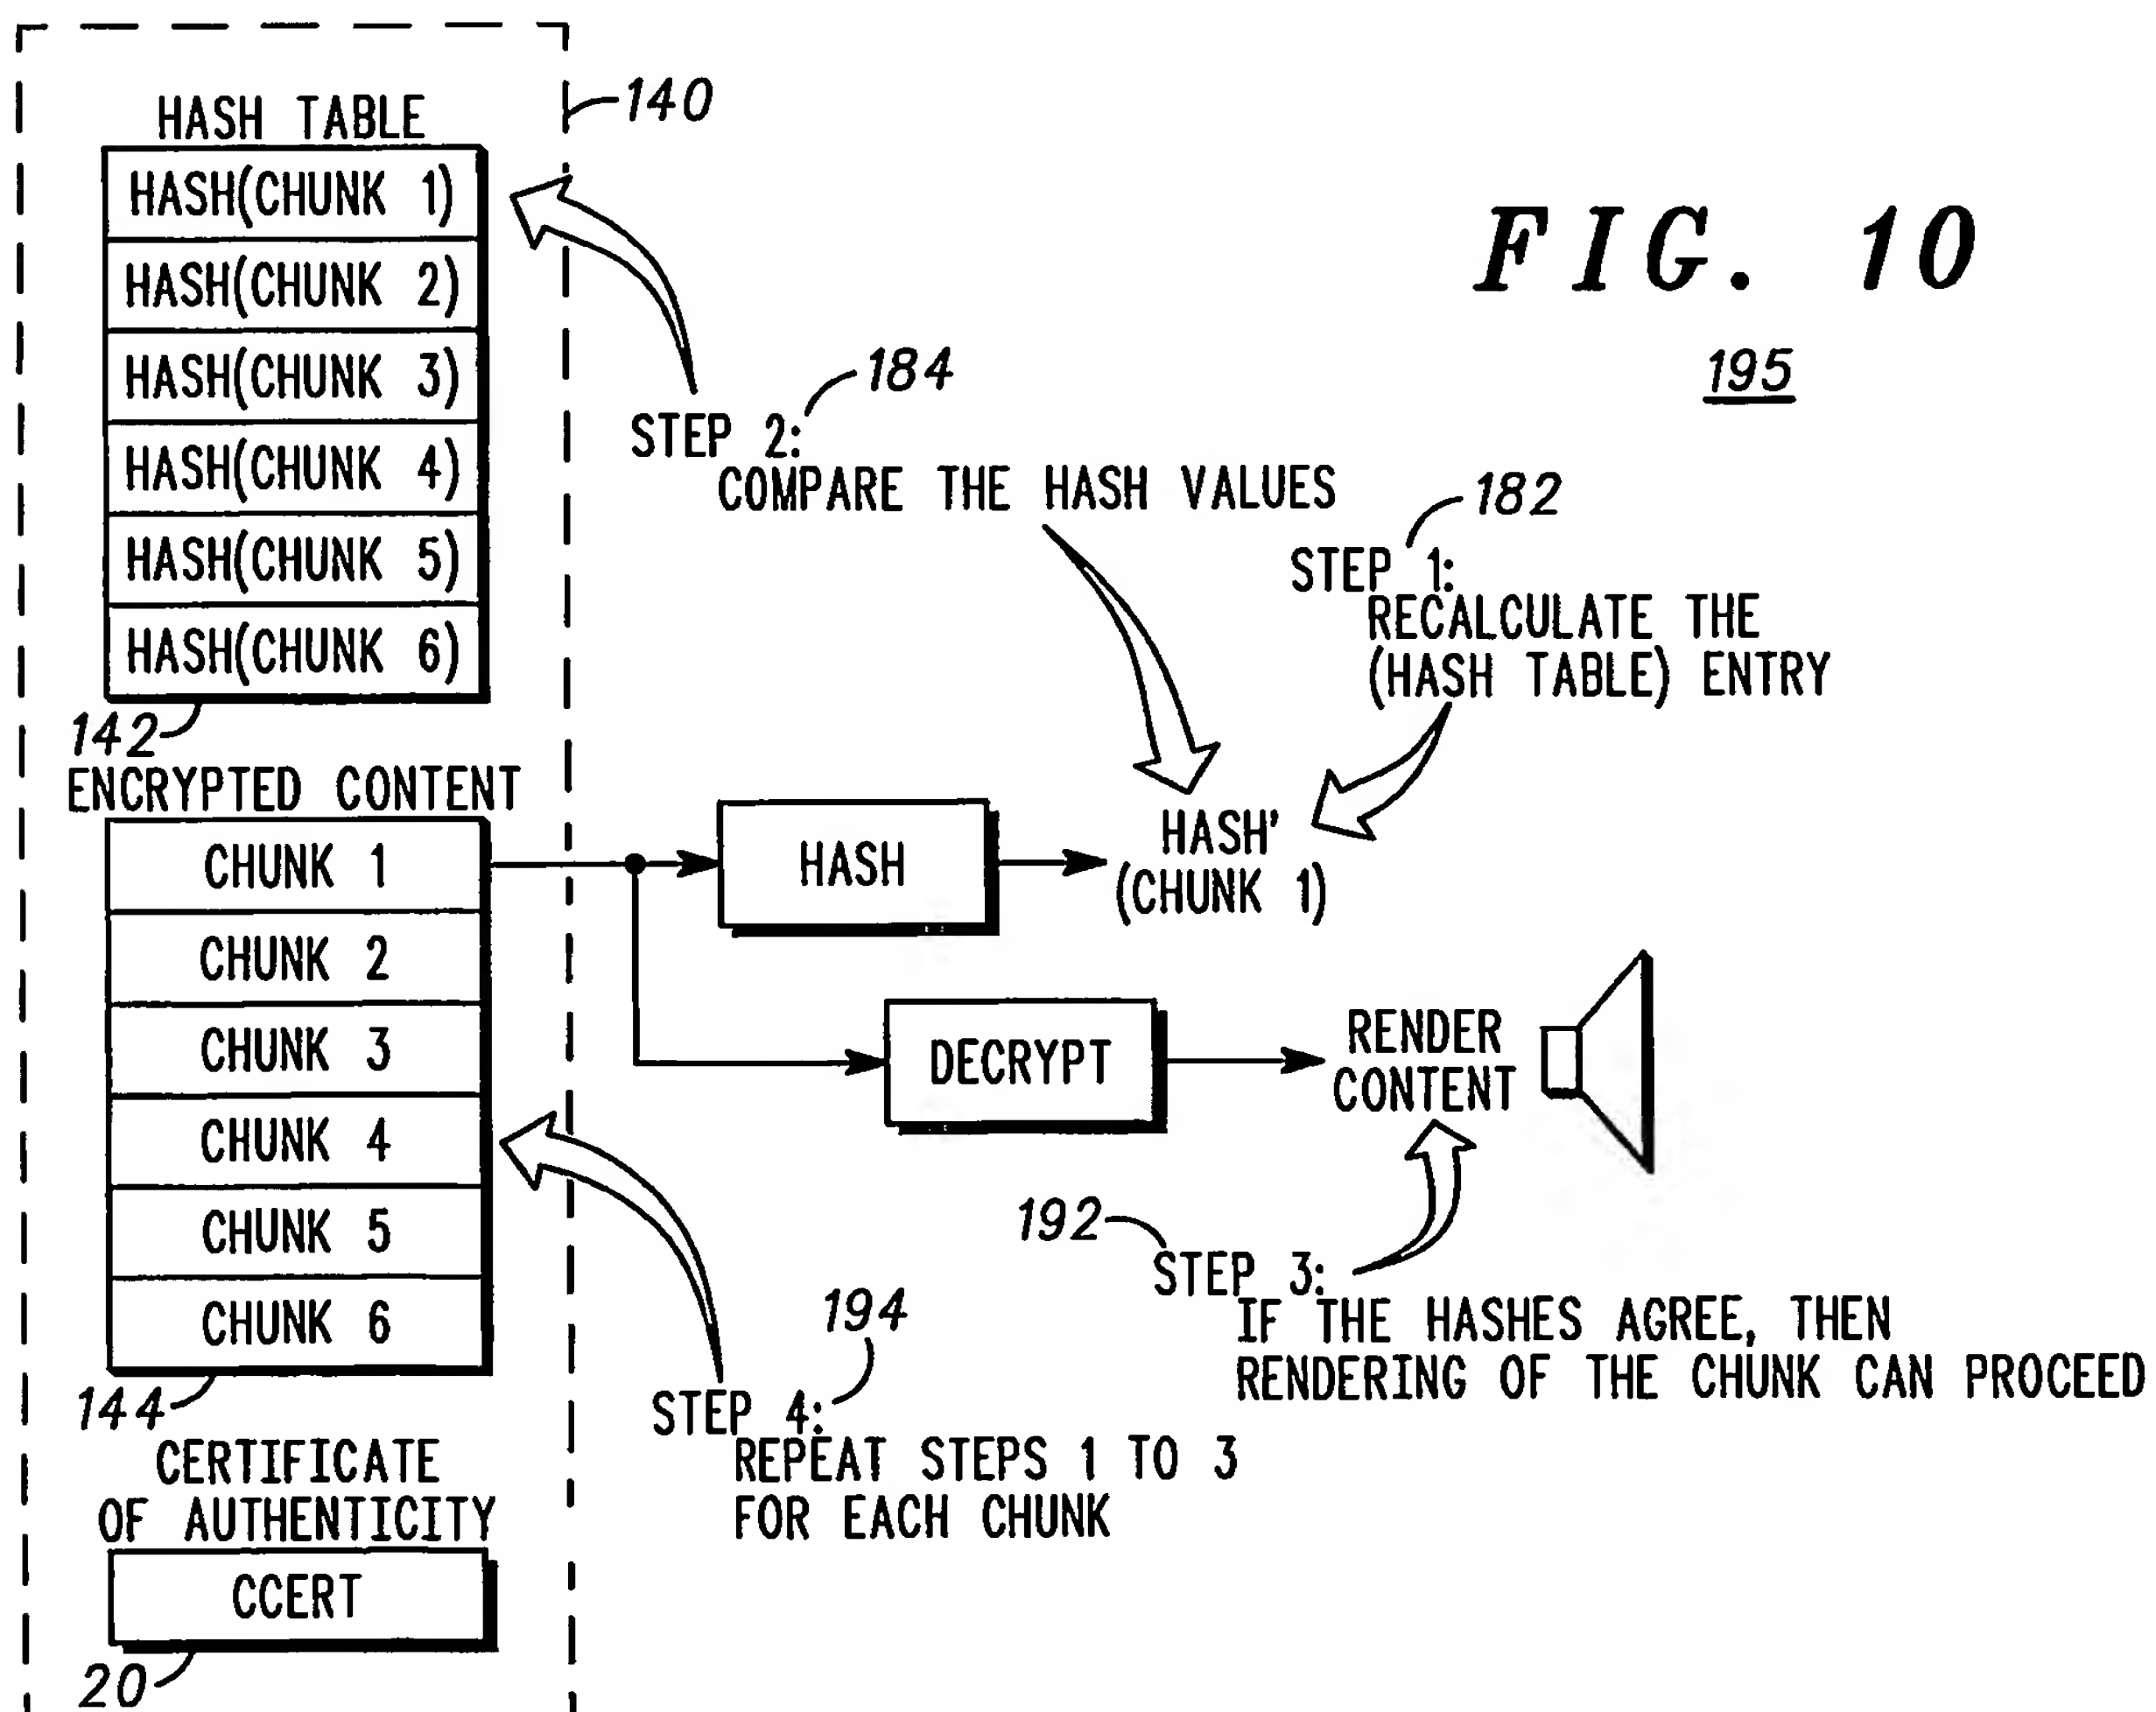 HASH TABLE
140
HASH(CHUNK 1)
HASH(CHUNK 2)
HASH(CHUNK 3)
HASH(CHUNK 4)
HASH(CHUNK 5)
HASH(CHUNK 6)
142
FIG. 10
195
184
STEP 2:
COMPARE THE HASH VALUES
182
STEP 1:
RECALCULATE THE
(HASH TABLE) ENTRY
ENCRYPTED CONTENT
CHUNK 1
CHUNK 2
CHUNK 3
CHUNK 4
CHUNK 5
CHUNK 6
144
HASH
HASH'
(CHUNK 1)
DECRYPT
RENDER
CONTENT
192
STEP 3:
IF THE HASHES AGREE, THEN
RENDERING OF THE CHUNK CAN PROCEED
194
STEP 4:
REPEAT STEPS 1 TO 3
FOR EACH CHUNK
CERTIFICATE
OF AUTHENTICITY
CCERT
20